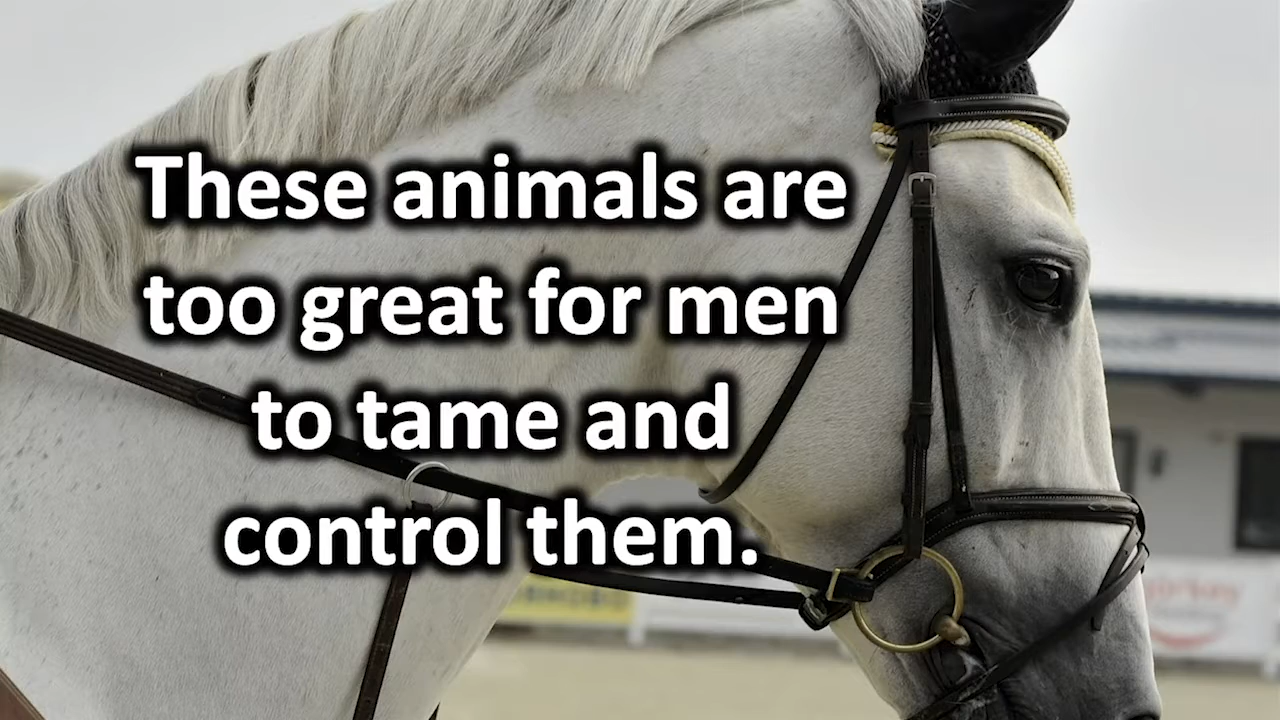 These animals are
too great for men
to tame and
control them.